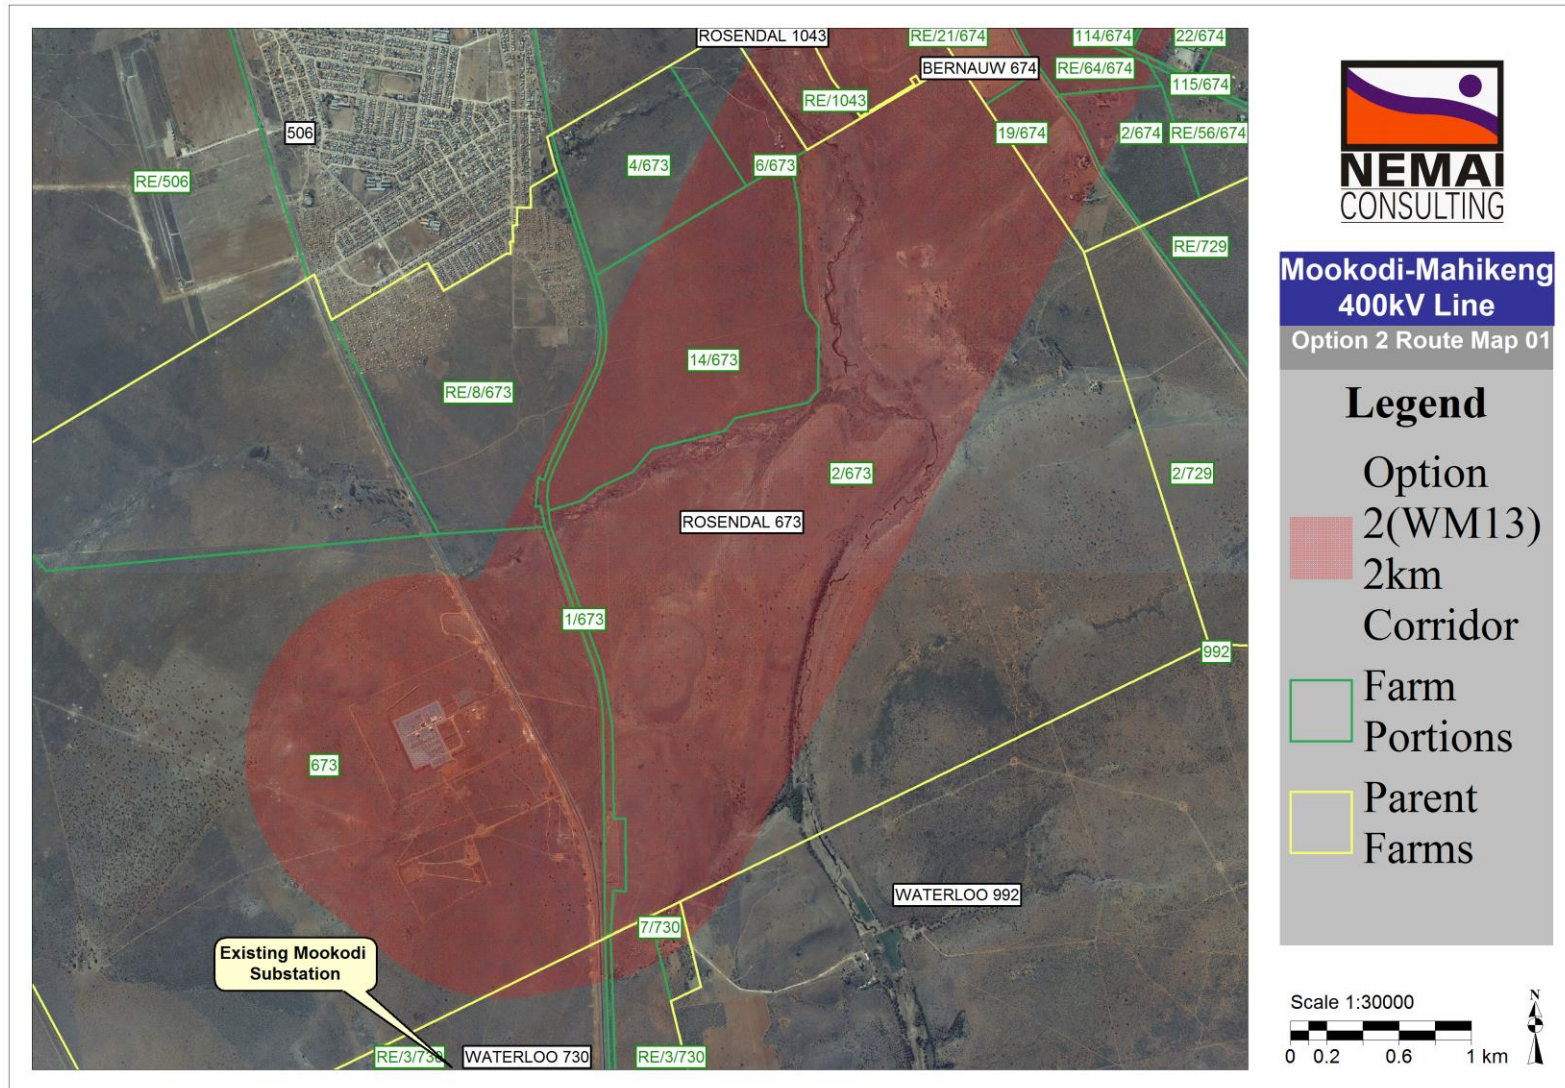 ROSENDAL 1043
RE/21/674
114/674
22/674
BERNAUW 674
RE/64/674
115/674
RE/1043
506
19/674
2/674
RE/56/674
4/673
6/673
RE/506
RE/729
14/673
RE/8/673
2/673
2/729
ROSENDAL 673
1/673
992
673
WATERLOO 992
7/730
Existing Mookodi
Substation
RE/3/730
WATERLOO 730
RE/3/730
NEMAI
CONSULTING
Mookodi-Mahikeng
400kV Line
Option 2 Route Map 01
Legend
Option
2(WM13)
2km
Corridor
Farm
Portions
Parent
Farms
Scale 1:30000
N
0 0.2 0.6 1 km